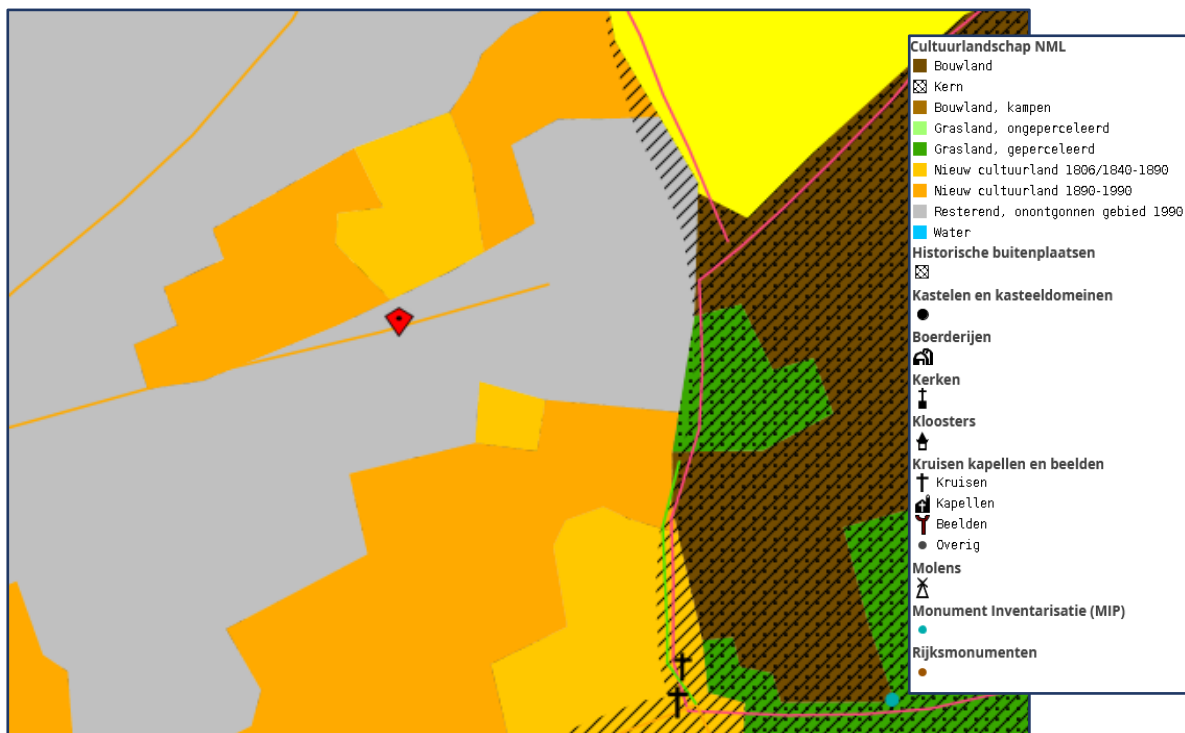 Cultuurlandschap NML
Bouwland
Kern
Bouwland, kampen
Grasland, ongeperceleerd
Grasland, geperceleerd
Nieuw cultuurland 1806/1840-1890
Nieuw cultuurland 1890-1990
Resterend, onontgonnen gebied 1990
Water
Historische buitenplaatsen
Kastelen en kasteeldomeinen
Boerderijen
Kerken
Kloosters
Kruisen kapellen en beelden
Kruisen
Kapellen
Beelden
Overig
Molens
Monument Inventarisatie (MIP)
Rijksmonumenten